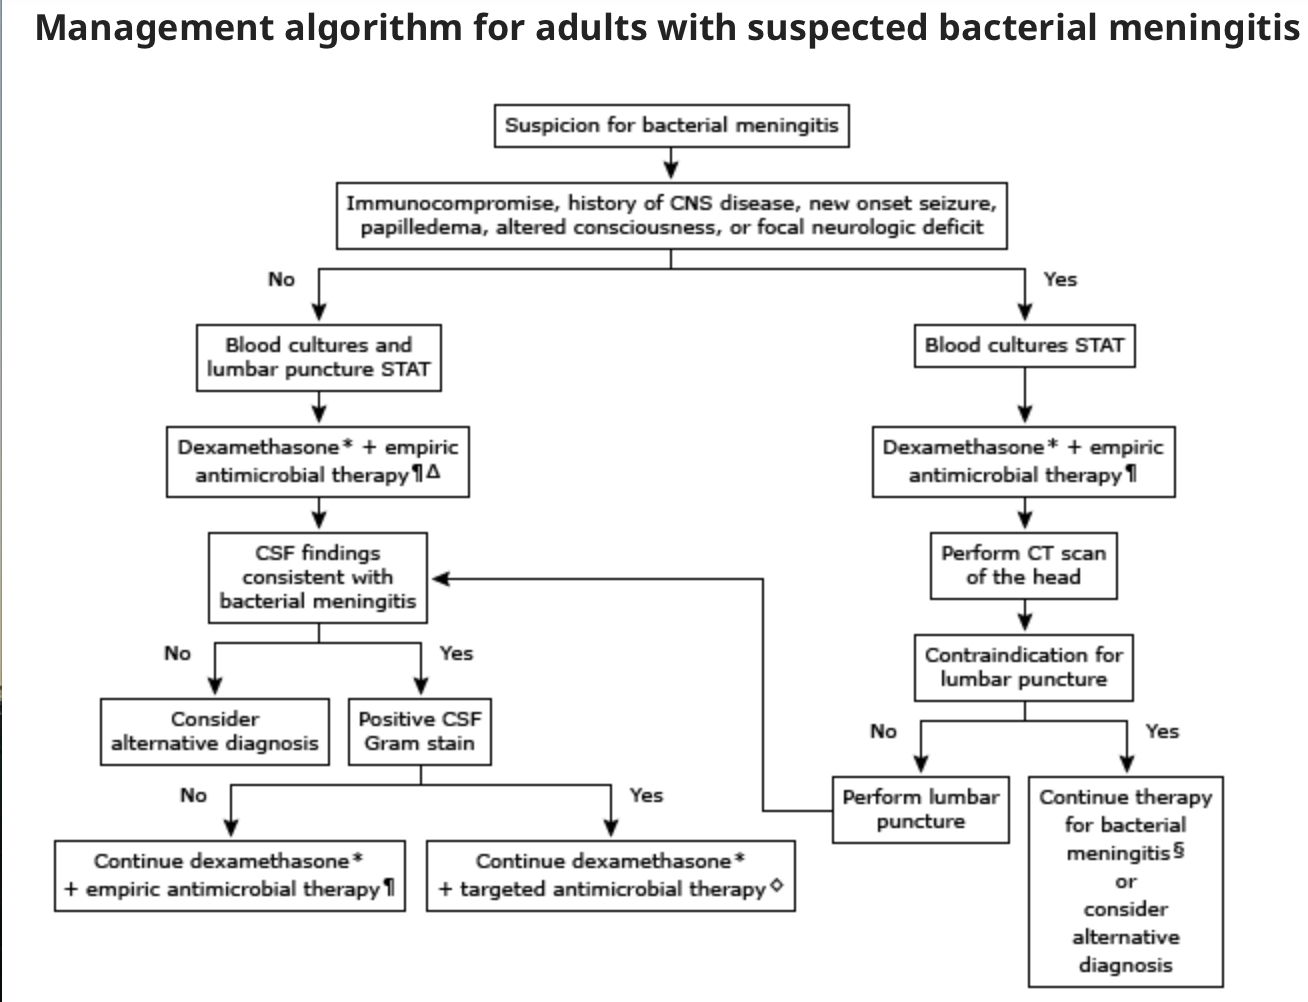 Management algorithm for adults with suspected bacterial meningitis
Suspicion for bacterial meningitis
Immunocompromise, history of CNS disease, new onset seizure,
papilledema, altered consciousness, or focal neurologic deficit
No
Yes
Blood cultures and
lumbar puncture STAT
Blood cultures STAT
Dexamethasone* + empiric
antimicrobial therapy¶Δ
Dexamethasone* + empiric
antimicrobial therapy¶
CSF findings
consistent with
bacterial meningitis
Perform CT scan
of the head
No
Yes
Contraindication for
lumbar puncture
Consider
alternative diagnosis
Positive CSF
Gram stain
No
Yes
No
Yes
Perform lumbar
puncture
Continue therapy
for bacterial
meningitis§
or
consider
alternative
diagnosis
Continue dexamethasone*
+ empiric antimicrobial therapy¶
Continue dexamethasone*
+ targeted antimicrobial therapy◇